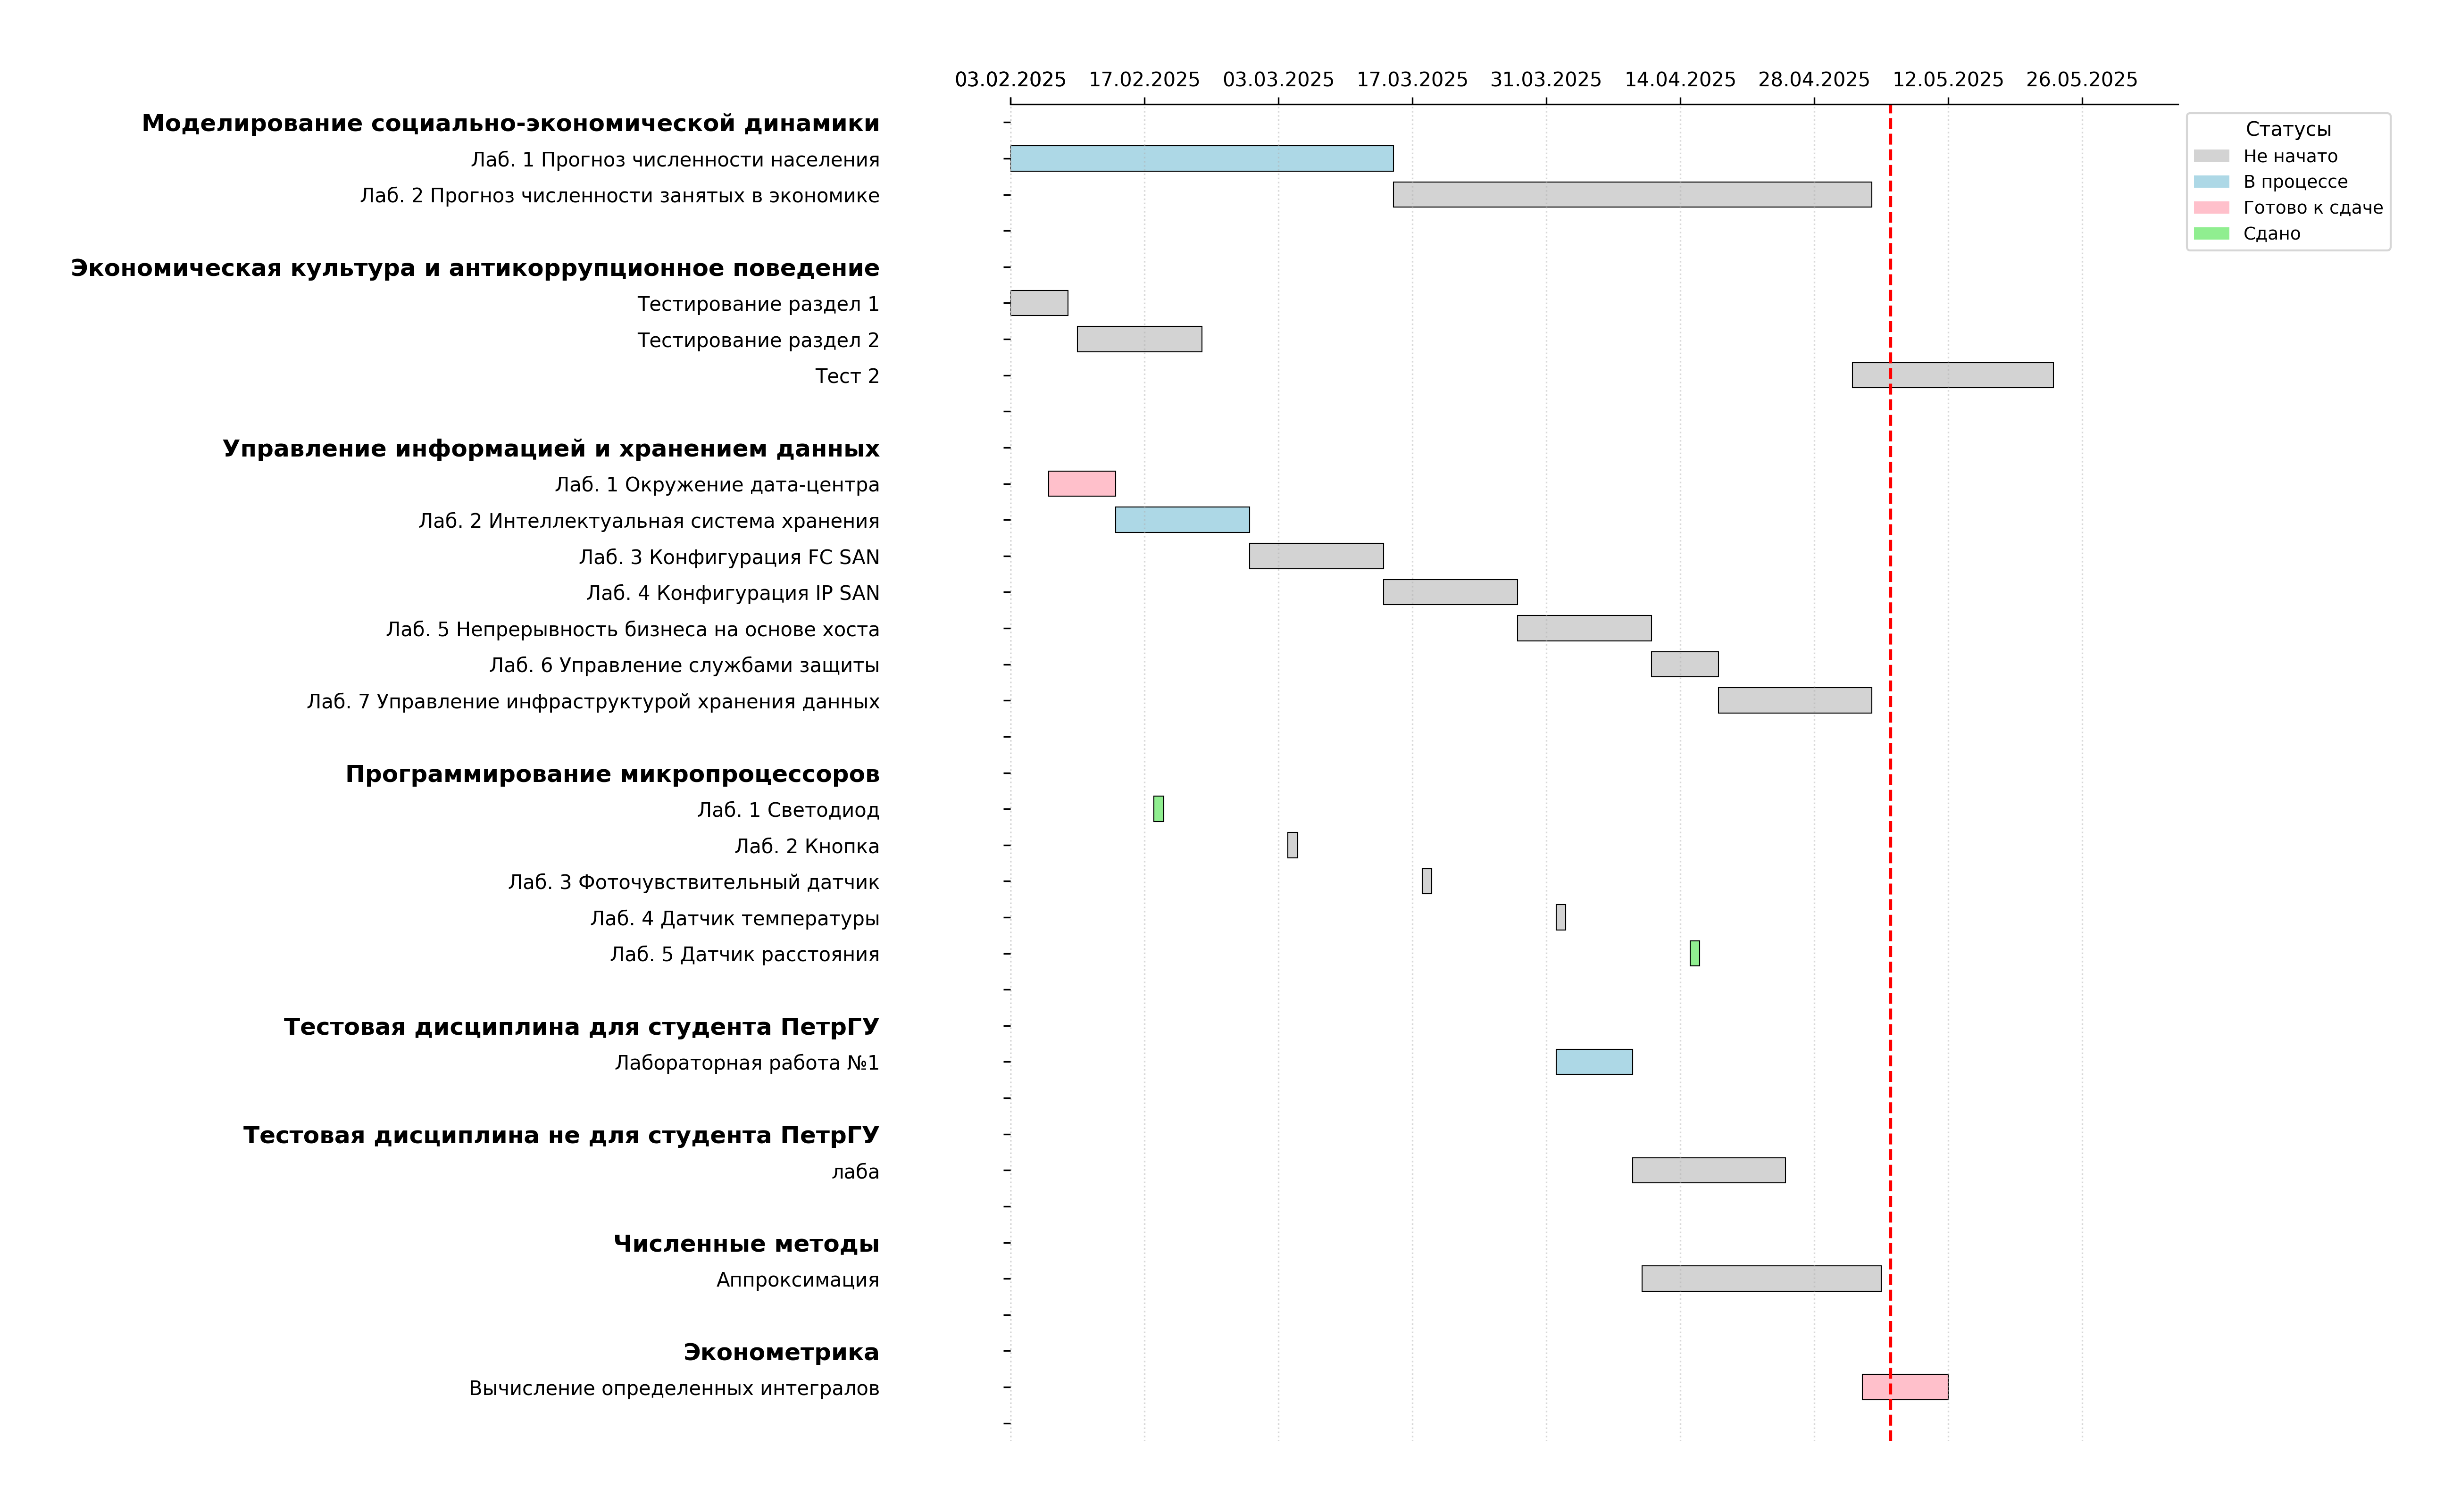 03.02.2025 17.02.2025 03.03.2025 17.03.2025 31.03.2025 14.04.2025 28.04.2025 12.05.2025 26.05.2025
Моделирование социально-экономической динамики
Лаб. 1 Прогноз численности населения
Лаб. 2 Прогноз численности занятых в экономике
Статусы
Не начато
В процессе
Готово к сдаче
Сдано
Экономическая культура и антикоррупционное поведение
Тестирование раздел 1
Тестирование раздел 2
Тест 2
Управление информацией и хранением данных
Лаб. 1 Окружение дата-центра
Лаб. 2 Интеллектуальная система хранения
Лаб. 3 Конфигурация FC SAN
Лаб. 4 Конфигурация IP SAN
Лаб. 5 Непрерывность бизнеса на основе хоста
Лаб. 6 Управление службами защиты
Лаб. 7 Управление инфраструктурой хранения данных
Программирование микропроцессоров
Лаб. 1 Светодиод
Лаб. 2 Кнопка
Лаб. 3 Фоточувствительный датчик
Лаб. 4 Датчик температуры
Лаб. 5 Датчик расстояния
Тестовая дисциплина для студента ПетрГУ
Лабораторная работа №1
Тестовая дисциплина не для студента ПетрГУ
лаба
Численные методы
Аппроксимация
Эконометрика
Вычисление определенных интегралов